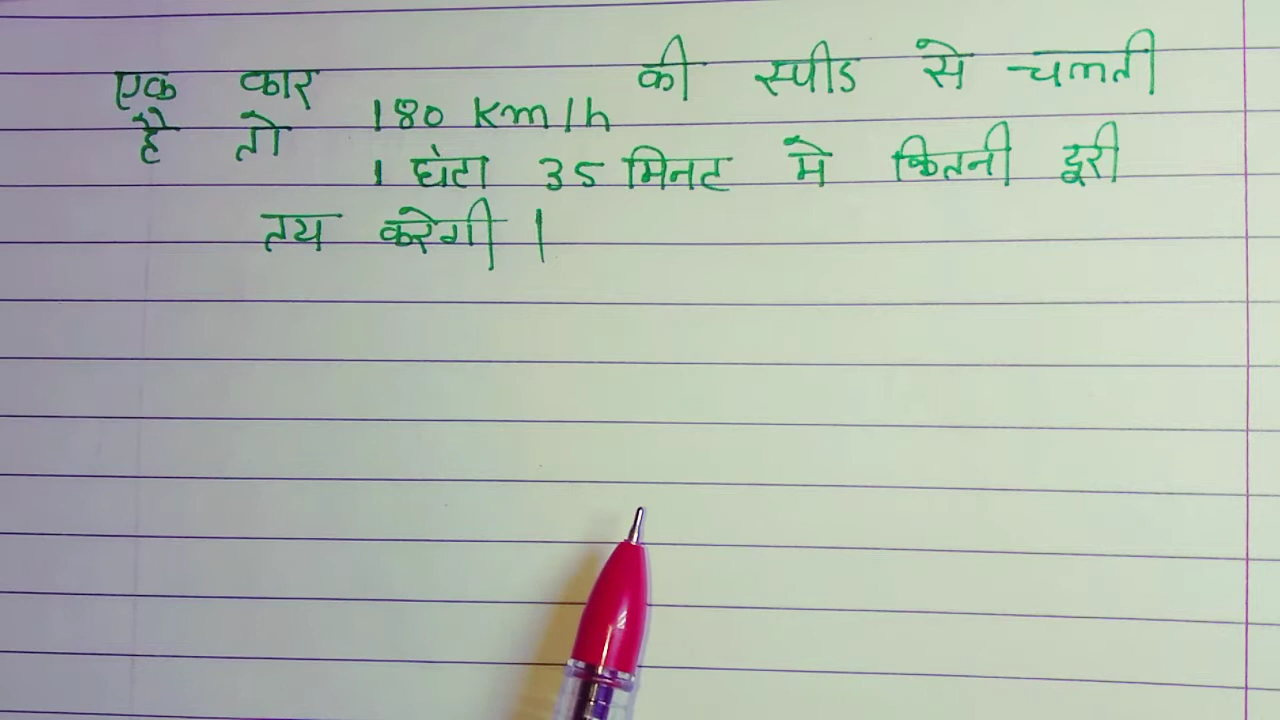 एक कार 180 km/h की स्पीड से चलती
है तो 1 घंटा 35 मिनट मे कितनी दूरी
तय करेगी ।